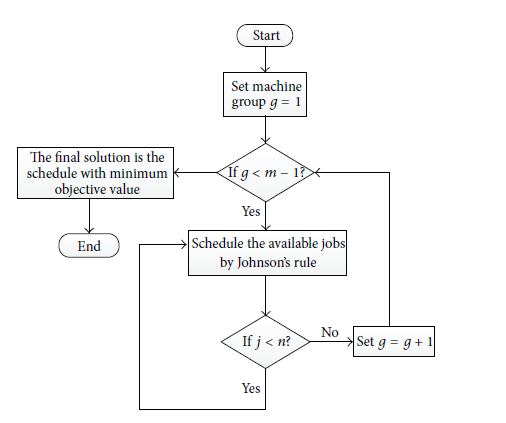 Start
Set machine
group g = 1
If g < m − 1?
The final solution is the
schedule with minimum
objective value
End
Yes
Schedule the available jobs
by Johnson's rule
If j < n?
No
Set g = g + 1
Yes